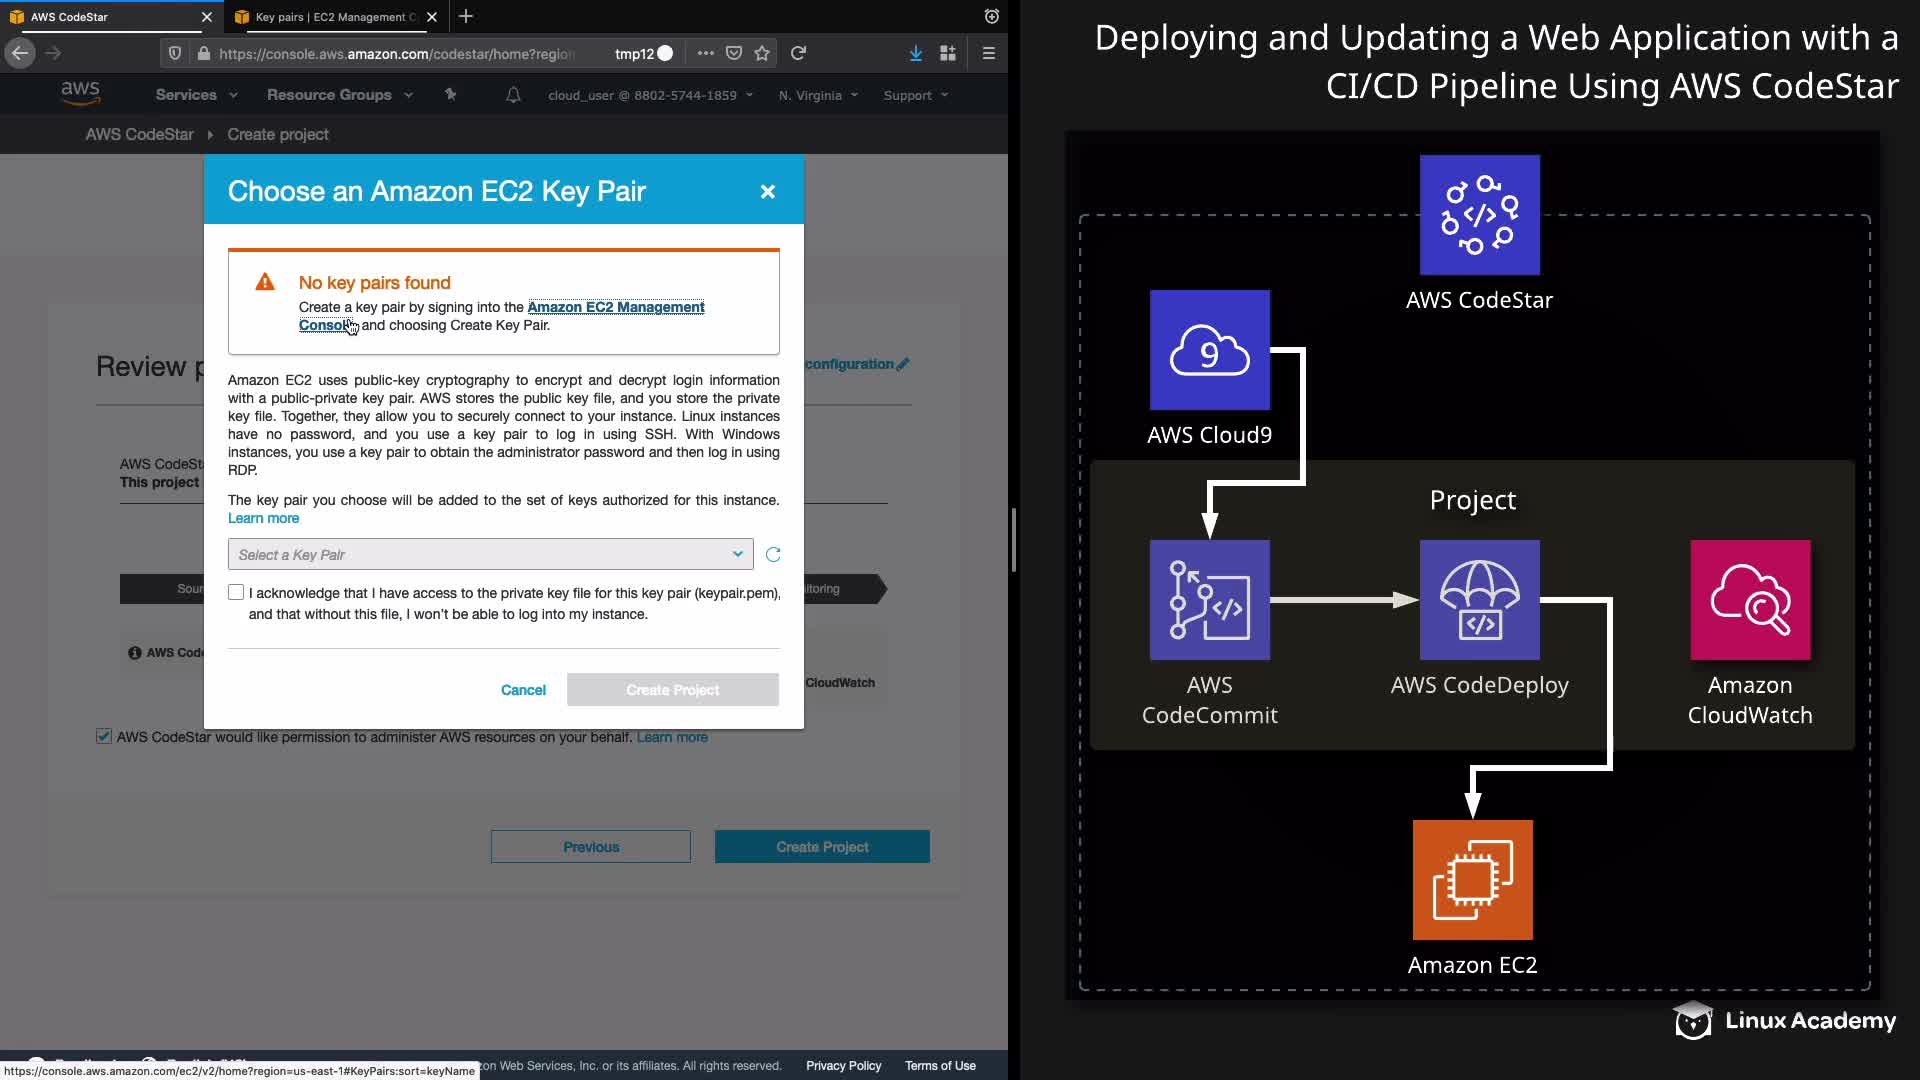 AWS CodeStar
Key pairs | EC2 Management C
https://console.aws.amazon.com/codestar/home?region
tmp12
aws
Services
Resource Groups
cloud_user @ 8802-5744-1859
N. Virginia
Support
AWS CodeStar
Create project
Choose an Amazon EC2 Key Pair
No key pairs found
Create a key pair by signing into the Amazon EC2 Management
Console and choosing Create Key Pair.
Review p
configuration
Amazon EC2 uses public-key cryptography to encrypt and decrypt login information
with a public-private key pair. AWS stores the public key file, and you store the private
key file. Together, they allow you to securely connect to your instance. Linux instances
have no password, and you use a key pair to log in using SSH. With Windows
instances, you use a key pair to obtain the administrator password and then log in using
RDP.
AWS CodeSta
This project
The key pair you choose will be added to the set of keys authorized for this instance.
Learn more
Select a Key Pair
Sour
itoring
I acknowledge that I have access to the private key file for this key pair (keypair.pem),
and that without this file, I won't be able to log into my instance.
AWS Code
CloudWatch
Cancel
Create Project
AWS CodeStar would like permission to administer AWS resources on your behalf. Learn more
Previous
Create Project
zon Web Services, Inc. or its affiliates. All rights reserved.
Privacy Policy
Terms of Use
https://console.aws.amazon.com/ec2/v2/home?region=us-east-1#KeyPairs:sort=keyName
Deploying and Updating a Web Application with a
CI/CD Pipeline Using AWS CodeStar
AWS CodeStar
9
AWS Cloud9
Project
AWS
CodeCommit
AWS CodeDeploy
Amazon
CloudWatch
Amazon EC2
Linux Academy